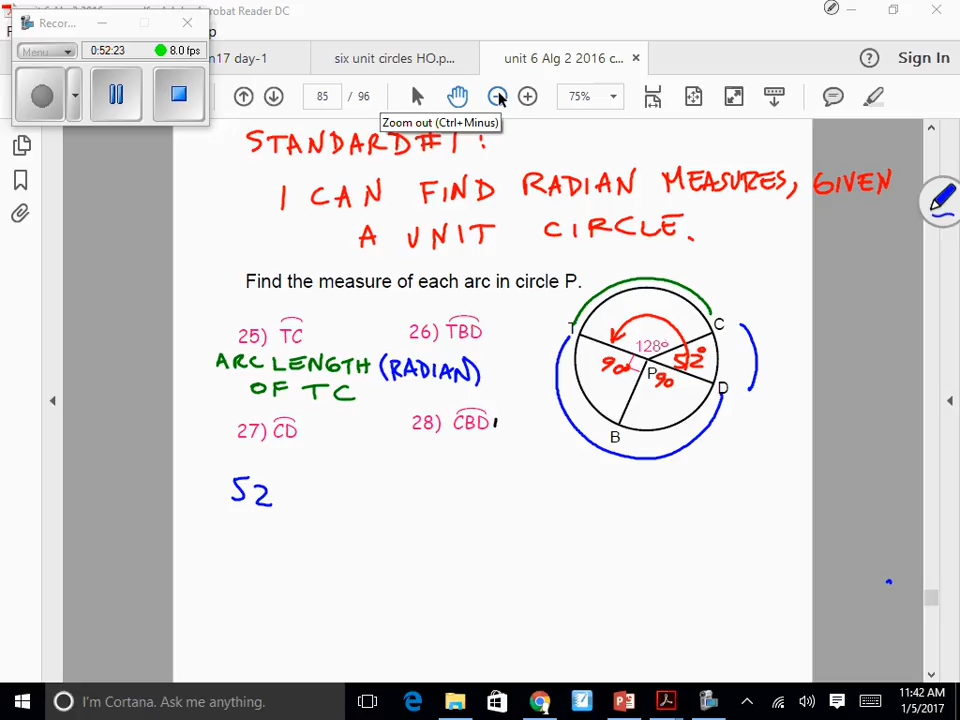 Recor...
robat Reader DC
Menu
0:52:23
8.0 fps
n17 day-1
six unit circles HO.p...
unit 6 Alg 2 2016 c...
Sign In
85 / 96
75%
Zoom out (Ctrl+Minus)
STANDARD#1:
I CAN FIND RADIAN MEASURES, GIVEN
A UNIT CIRCLE.
Find the measure of each arc in circle P.
25) TC
26) TBD
ARC LENGTH (RADIAN)
OF TC
27) CD
28) CBD
52
T
C
128°
90
52°
P
90
D
B
I'm Cortana. Ask me anything.
11:42 AM
1/5/2017